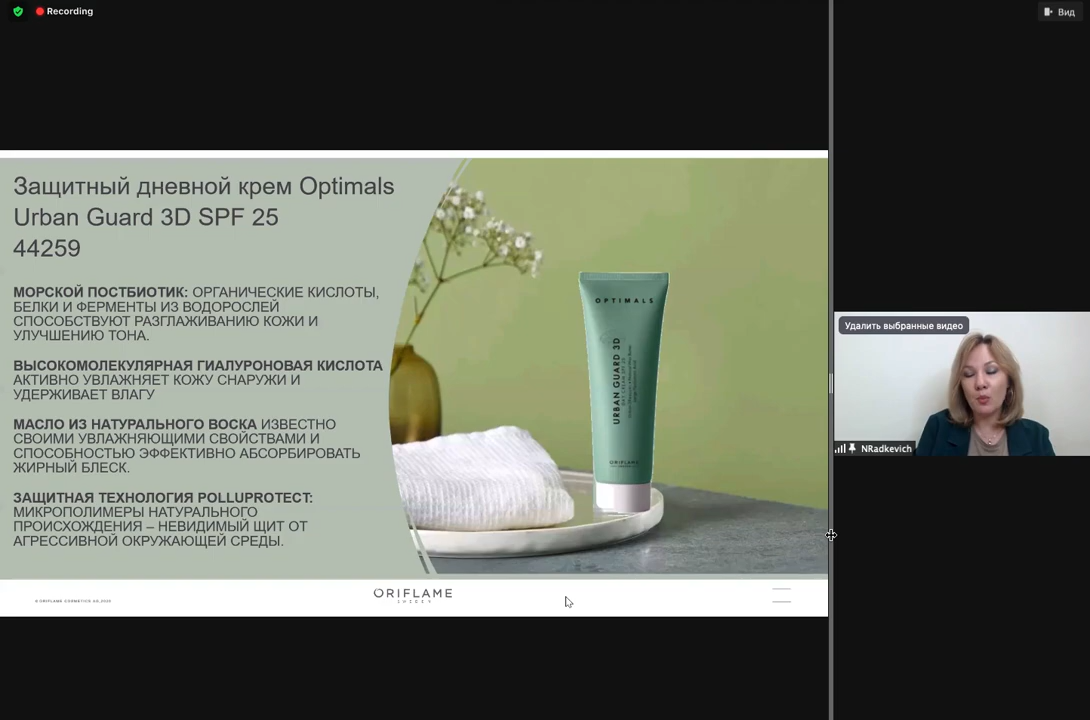 Recording
Вид
Защитный дневной крем Optimals
Urban Guard 3D SPF 25
44259
МОРСКОЙ ПОСТБИОТИК: ОРГАНИЧЕСКИЕ КИСЛОТЫ,
БЕЛКИ И ФЕРМЕНТЫ ИЗ ВОДОРОСЛЕЙ
СПОСОБСТВУЮТ РАЗГЛАЖИВАНИЮ КОЖИ И
УЛУЧШЕНИЮ ТОНА.
ВЫСОКОМОЛЕКУЛЯРНАЯ ГИАЛУРОНОВАЯ КИСЛОТА
АКТИВНО УВЛАЖНЯЕТ КОЖУ СНАРУЖИ И
УДЕРЖИВАЕТ ВЛАГУ
МАСЛО ИЗ НАТУРАЛЬНОГО ВОСКА ИЗВЕСТНО
СВОИМИ УВЛАЖНЯЮЩИМИ СВОЙСТВАМИ И
СПОСОБНОСТЬЮ ЭФФЕКТИВНО АБСОРБИРОВАТЬ
ЖИРНЫЙ БЛЕСК.
ЗАЩИТНАЯ ТЕХНОЛОГИЯ POLLUPROTECT:
МИКРОПОЛИМЕРЫ НАТУРАЛЬНОГО
ПРОИСХОЖДЕНИЯ – НЕВИДИМЫЙ ЩИТ ОТ
АГРЕССИВНОЙ ОКРУЖАЮЩЕЙ СРЕДЫ.
OPTIMALS
URBAN GUARD 3D
ORIFLAME
Удалить выбранные видео
NRadkevich
ORIFLAME
SWEDEN